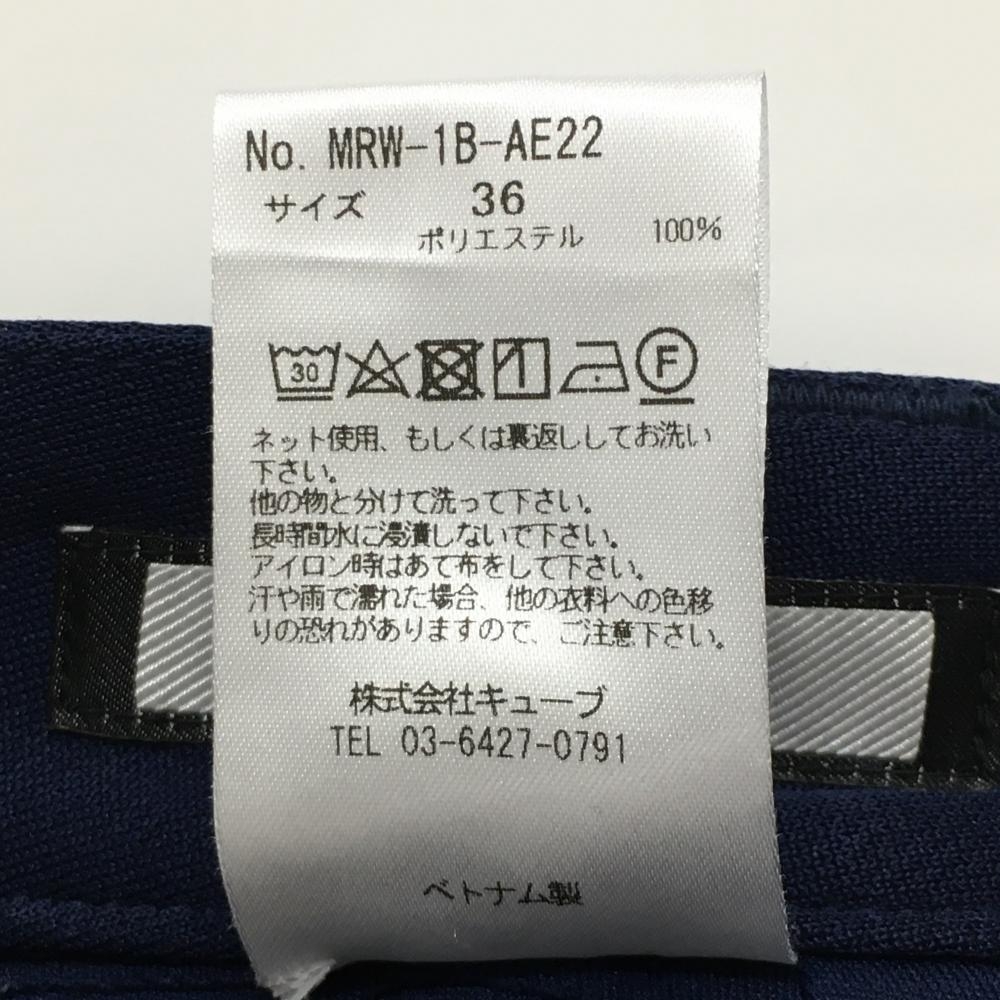 No. MRW-1B-AE22
サイズ 36
ポリエステル 100%
30 F
ネット使用、もしくは裏返ししてお洗い
下さい。
他の物と分けて洗って下さい。
長時間水に浸漬しないで下さい。
アイロン時はあて布をして下さい。
汗や雨で濡れた場合、他の衣料への色移
りの恐れがありますので、ご注意下さい。
株式会社キューブ
TEL 03-6427-0791
ベトナム製